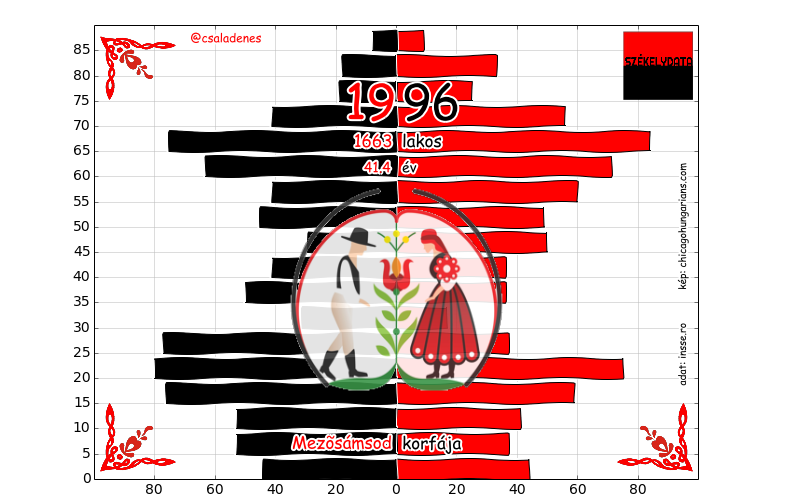 @csaladenes
SZÉKELYDATA
1996
1663 lakos
41.4 év
kép: chicagohungarians.com
adat: insse.ro
Mezősámsod korfája
85
80
75
70
65
60
55
50
45
40
35
30
25
20
15
10
5
0
80 60 40 20 0 20 40 60 80